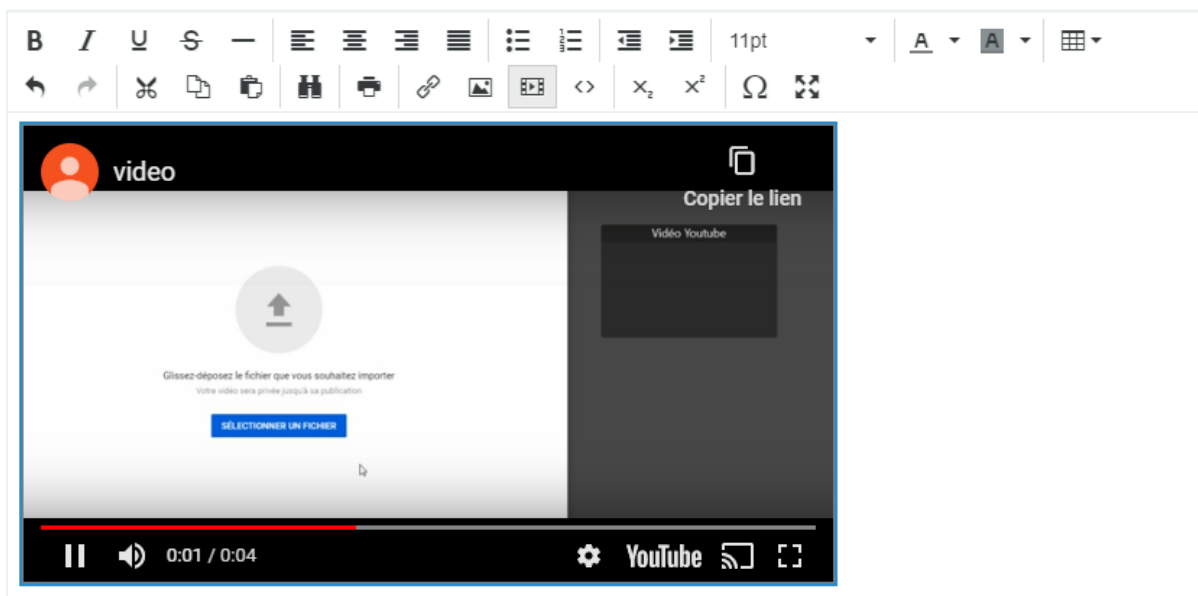 11pt
video
Copier le lien
Vidéo Youtube
Glissez-déposez le fichier que vous souhaitez importer
Votre vidéo sera privée jusqu'à sa publication
SÉLECTIONNER UN FICHIER
0:01 / 0:04
YouTube